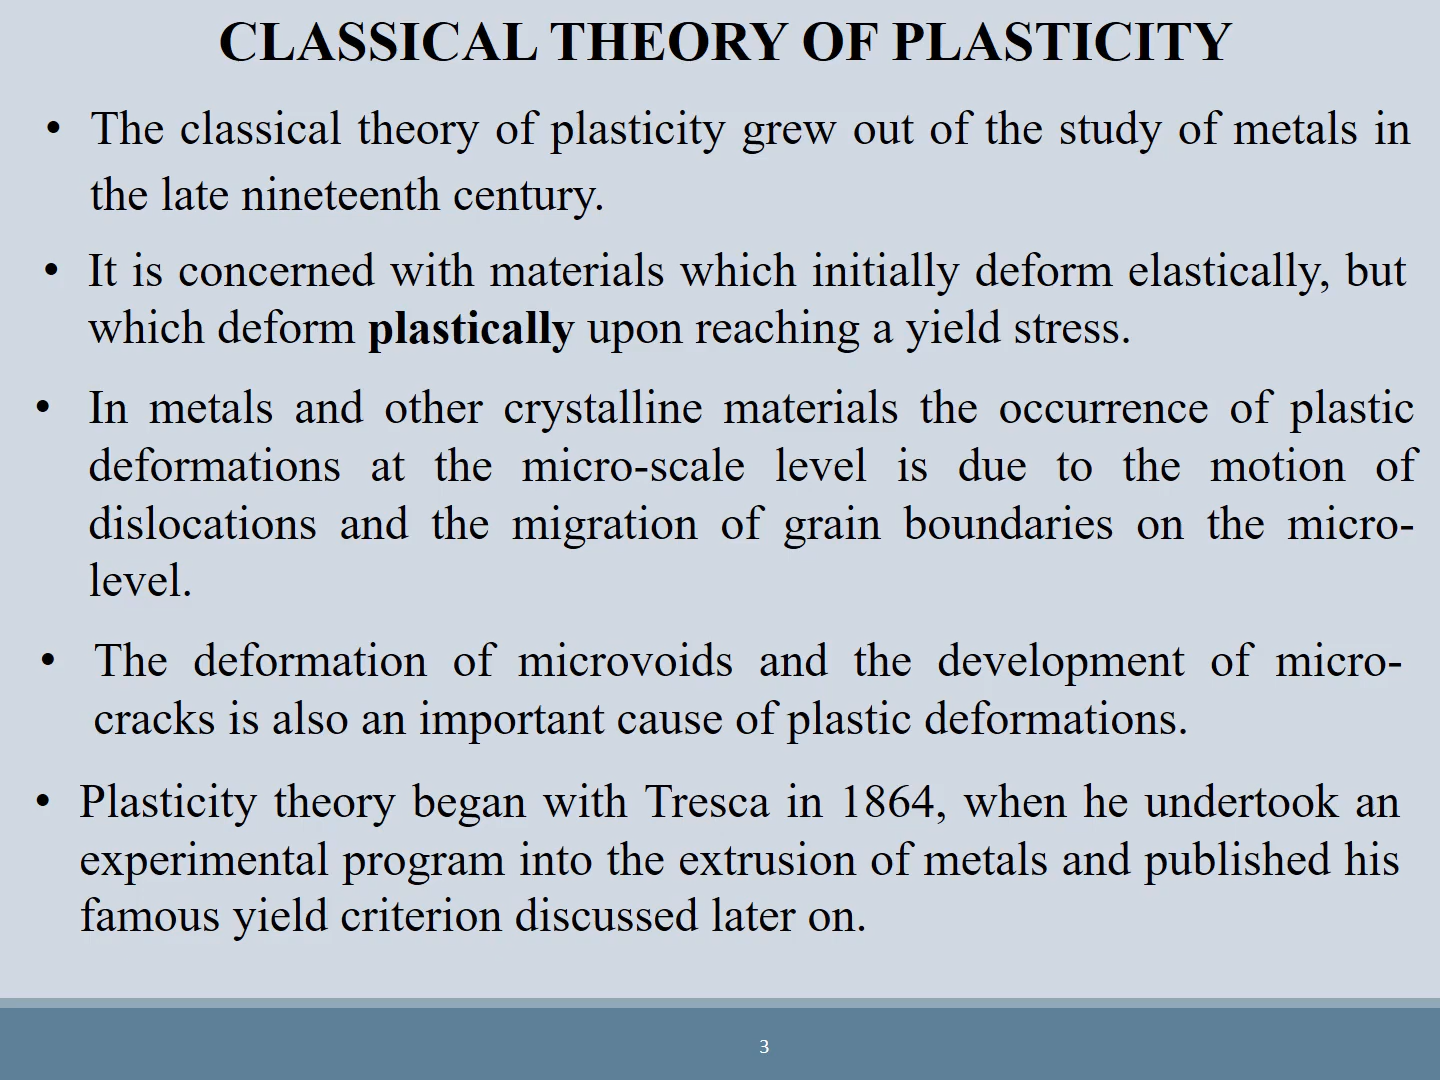 CLASSICAL THEORY OF PLASTICITY
• The classical theory of plasticity grew out of the study of metals in
the late nineteenth century.
• It is concerned with materials which initially deform elastically, but
which deform plastically upon reaching a yield stress.
• In metals and other crystalline materials the occurrence of plastic
deformations at the micro-scale level is due to the motion of
dislocations and the migration of grain boundaries on the micro-
level.
• The deformation of microvoids and the development of micro-
cracks is also an important cause of plastic deformations.
• Plasticity theory began with Tresca in 1864, when he undertook an
experimental program into the extrusion of metals and published his
famous yield criterion discussed later on.
3